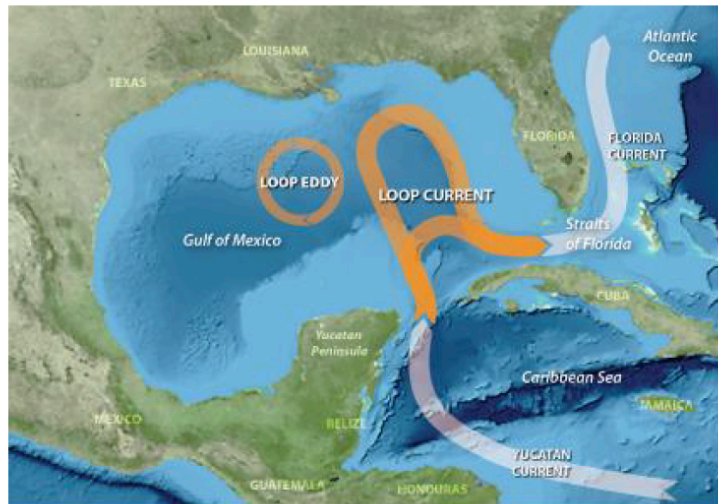 Atlantic
Ocean
LOUISIANA
TEXAS
FLORIDA
FLORIDA
CURRENT
LOOP EDDY
LOOP CURRENT
Gulf of Mexico
Straits
of Florida
CUBA
Yucatan
Peninsula
Caribbean Sea
JAMAICA
MEXICO
BELIZE
YUCATAN
CURRENT
GUATEMALA
HONDURAS